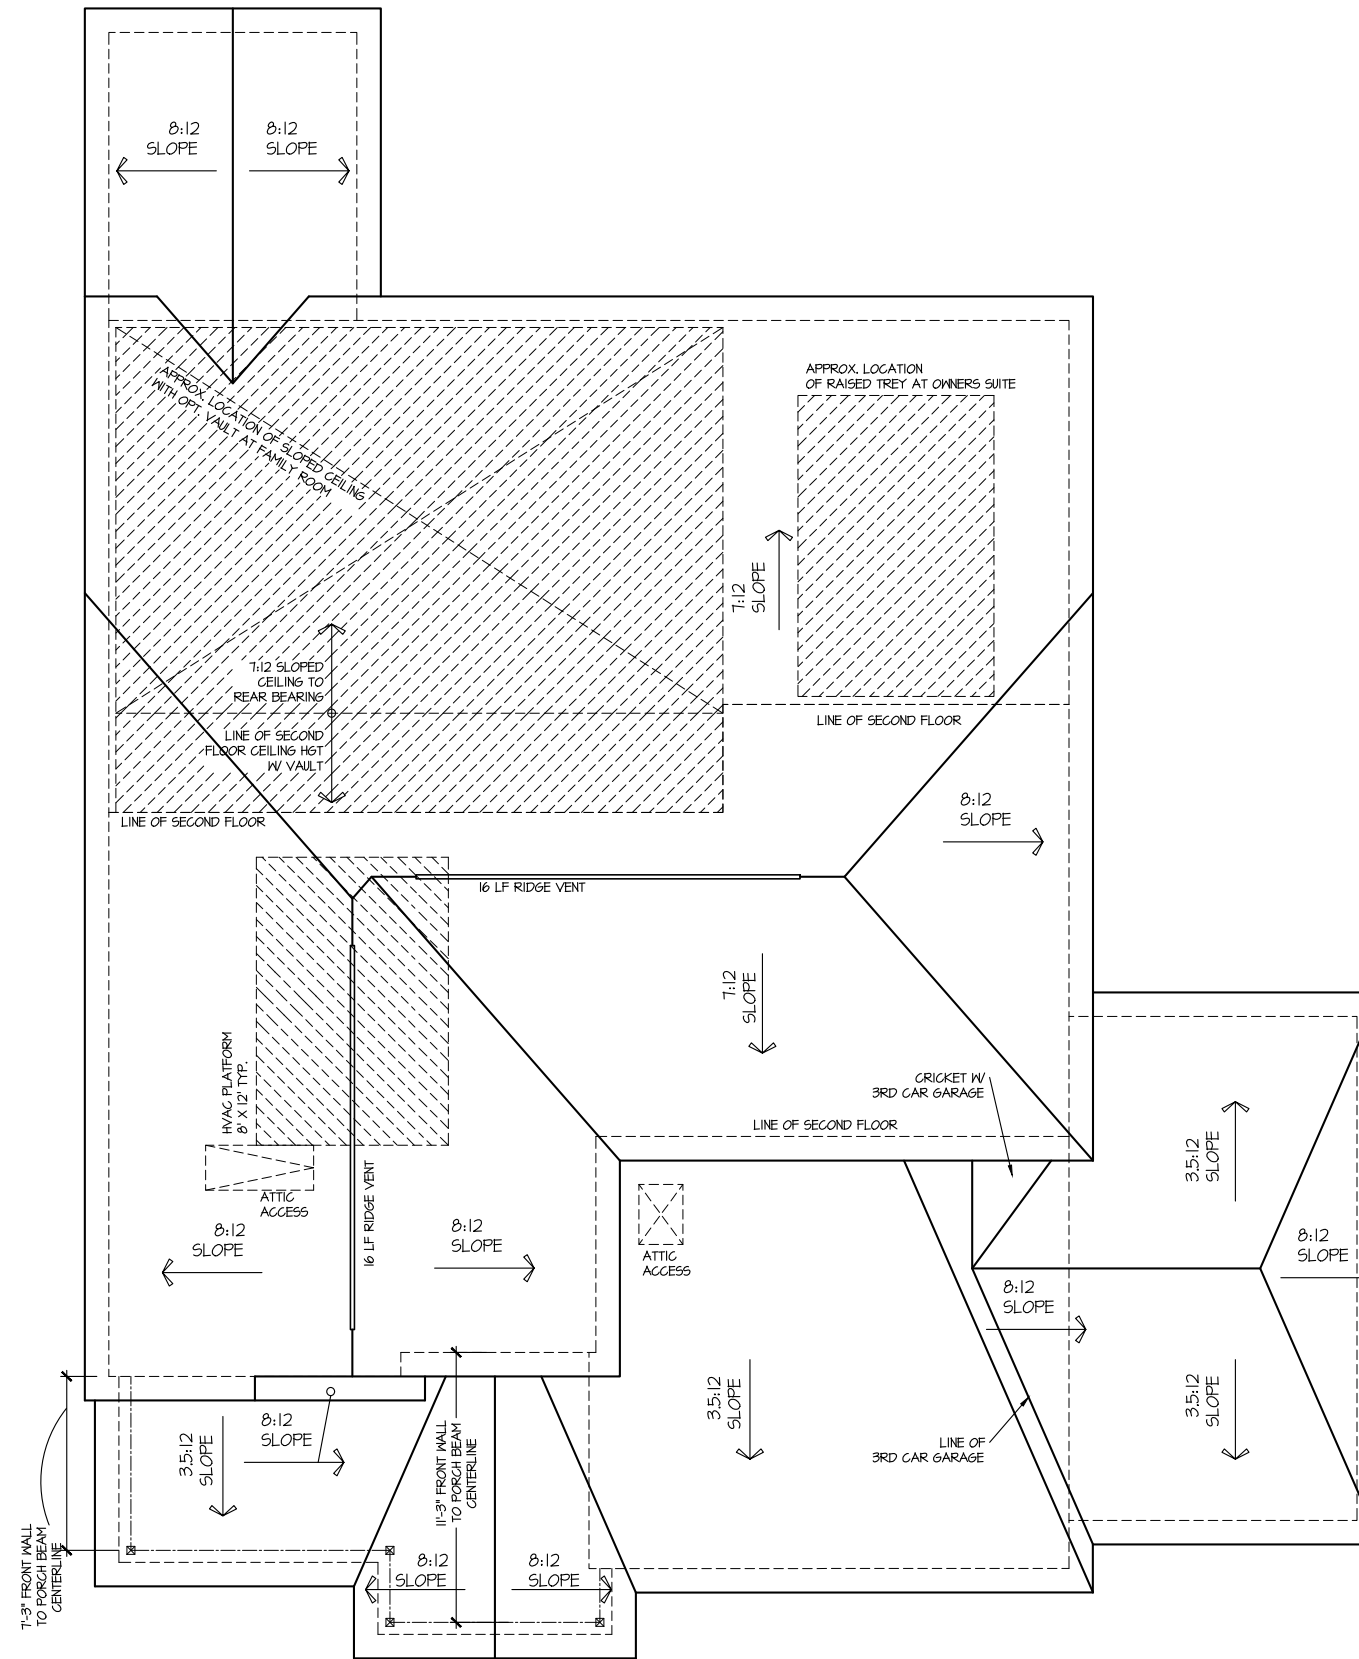 8:12
SLOPE
8:12
SLOPE
APPROX. LOCATION OF SLOPED CEILING
WITH OPT. VAULT AT FAMILY ROOM
APPROX. LOCATION
OF RAISED TREY AT OWNERS SUITE
7:12
SLOPE
7:12 SLOPED
CEILING TO
REAR BEARING
LINE OF SECOND
FLOOR CEILING HGT
W/ VAULT
LINE OF SECOND FLOOR
LINE OF SECOND FLOOR
8:12
SLOPE
16 LF RIDGE VENT
7:12
SLOPE
HVAC PLATFORM
8' X 12' TYP.
CRICKET W/
3RD CAR GARAGE
LINE OF SECOND FLOOR
3.5:12
SLOPE
ATTIC
ACCESS
16 LF RIDGE VENT
8:12
SLOPE
8:12
SLOPE
ATTIC
ACCESS
8:12
SLOPE
8:12
SLOPE
3.5:12
SLOPE
3.5:12
SLOPE
LINE OF
3RD CAR GARAGE
8:12
SLOPE
3.5:12
SLOPE
11'-3" FRONT WALL
TO PORCH BEAM
CENTERLINE
7'-3" FRONT WALL
TO PORCH BEAM
CENTERLINE
8:12
SLOPE
8:12
SLOPE